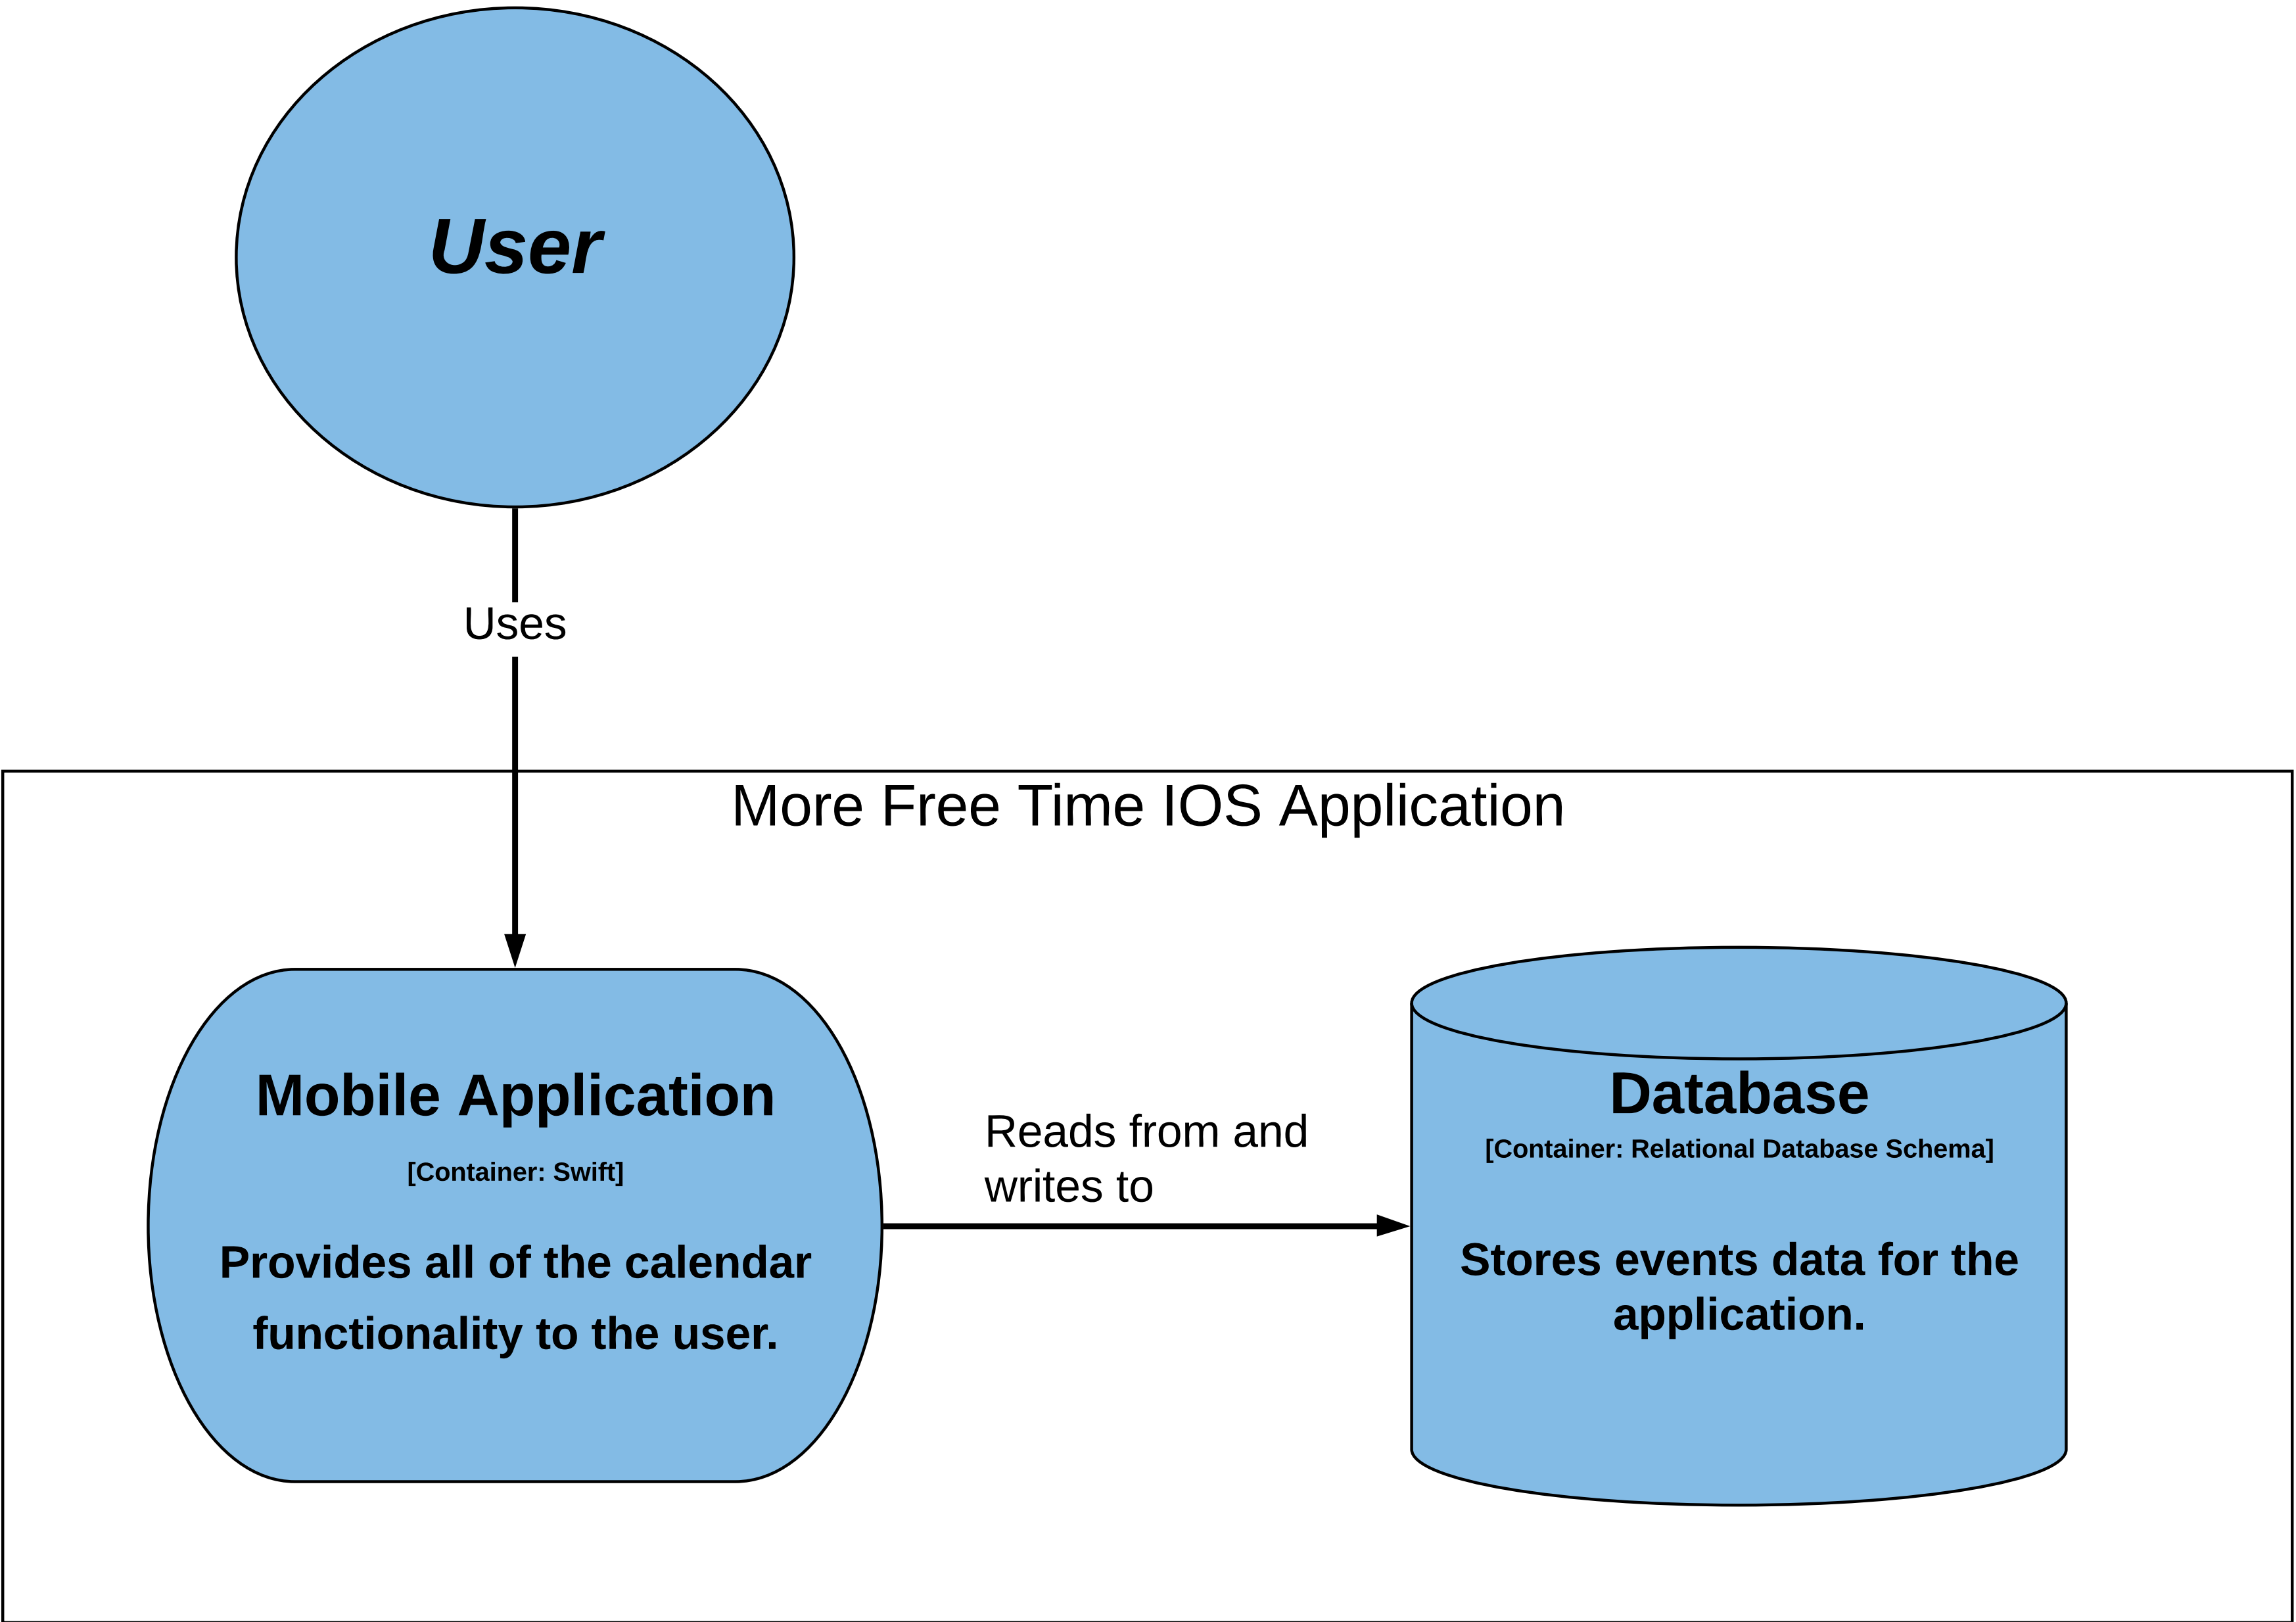 User
Uses
More Free Time IOS Application
Mobile Application
[Container: Swift]
Provides all of the calendar
functionality to the user.
Reads from and
writes to
Database
[Container: Relational Database Schema]
Stores events data for the
application.